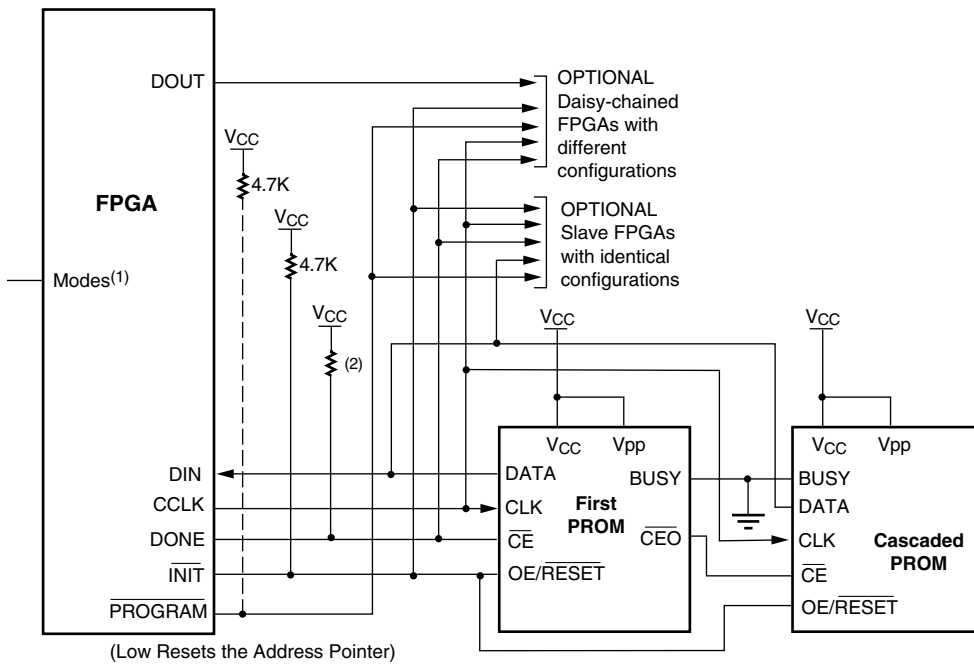 DOUT
OPTIONAL
Daisy-chained
FPGAs with
different
configurations
VCC
4.7K
FPGA
VCC
4.7K
OPTIONAL
Slave FPGAs
with identical
configurations
Modes(1)
VCC
(2)
VCC
VCC
VCC
Vpp
VCC
Vpp
DIN
DATA
BUSY
BUSY
CCLK
CLK
First
PROM
DATA
DONE
CE
CEO
CLK
Cascaded
PROM
INIT
OE/RESET
CE
PROGRAM
OE/RESET
(Low Resets the Address Pointer)